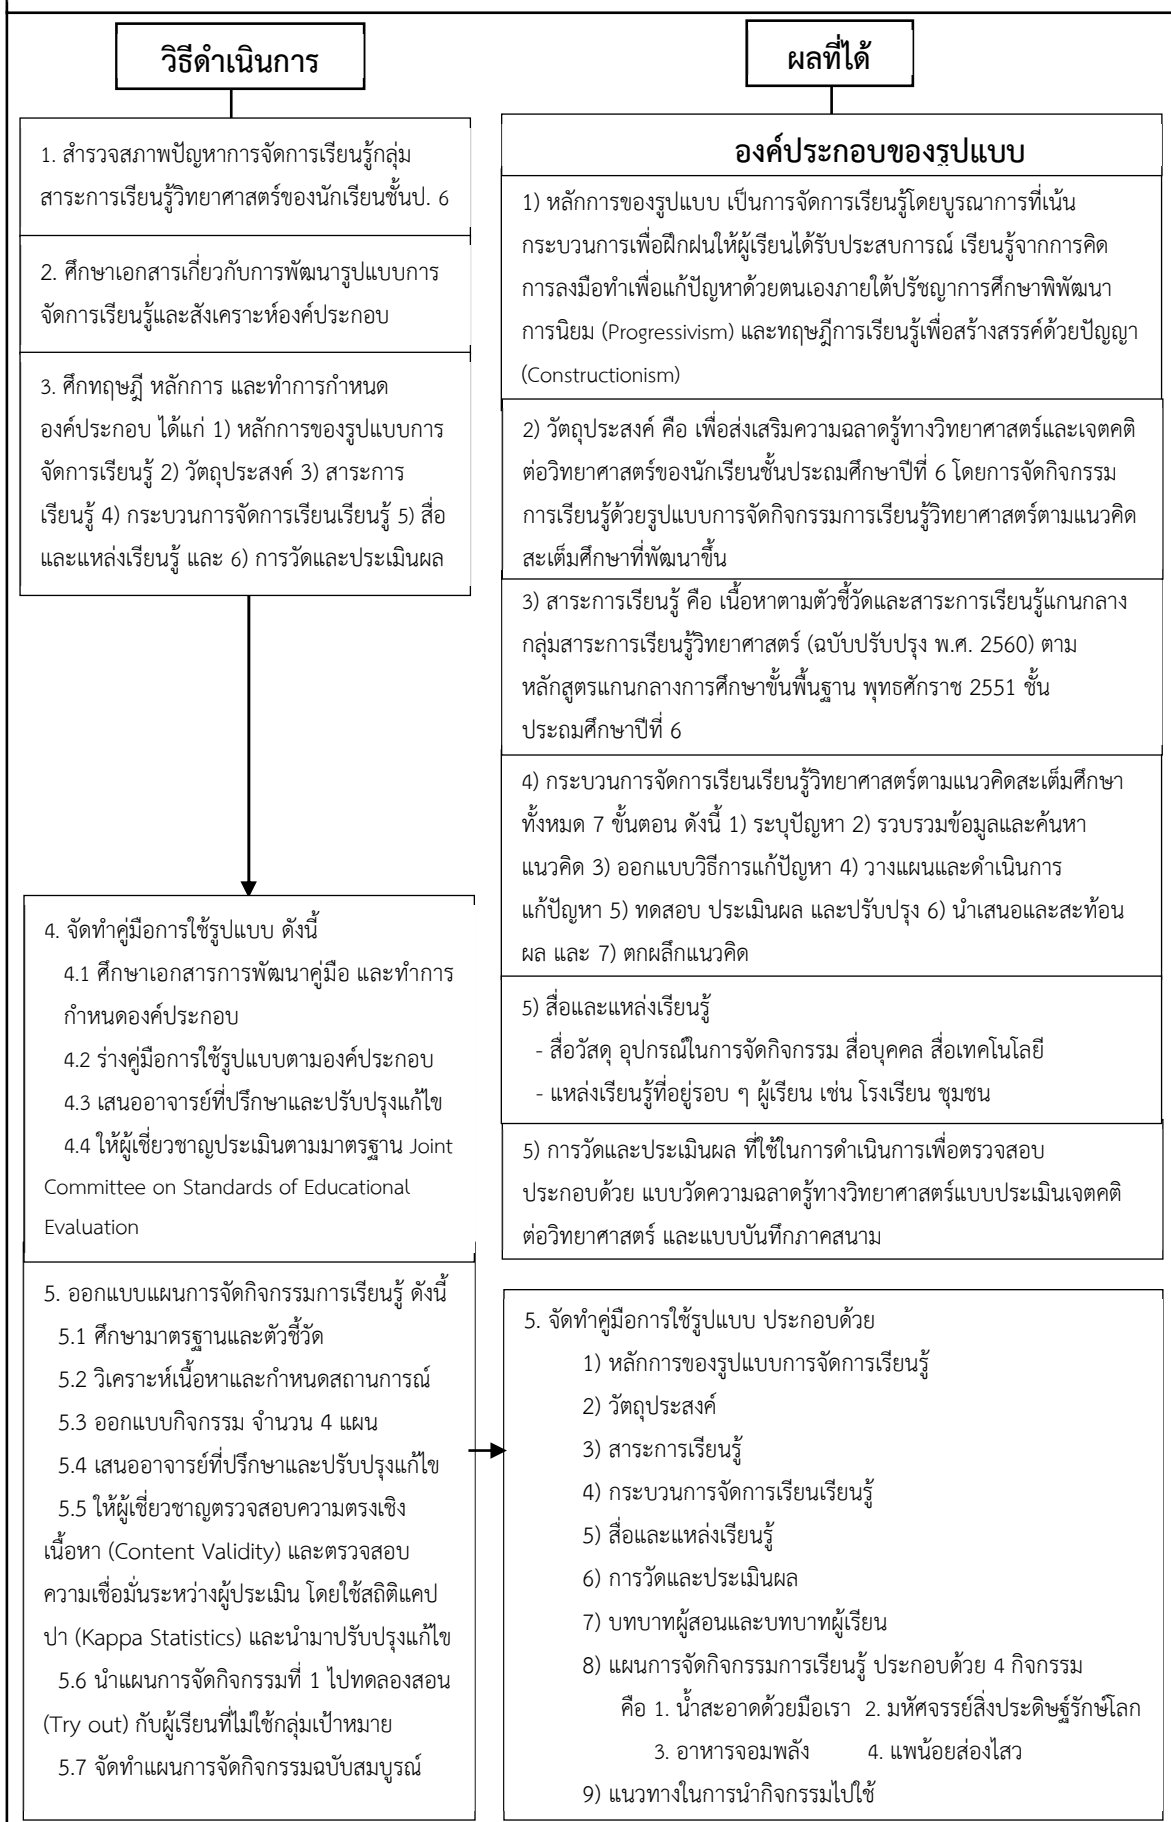 วิธีดำเนินการ
1. สำรวจสภาพปัญหาการจัดการเรียนรู้กลุ่ม
สาระการเรียนรู้วิทยาศาสตร์ของนักเรียนชั้นป. 6
2. ศึกษาเอกสารเกี่ยวกับการพัฒนารูปแบบการ
จัดการเรียนรู้และสังเคราะห์องค์ประกอบ
3. ศึกทฤษฎี หลักการ และทำการกำหนด
องค์ประกอบ ได้แก่ 1) หลักการของรูปแบบการ
จัดการเรียนรู้ 2) วัตถุประสงค์ 3) สาระการ
เรียนรู้ 4) กระบวนการจัดการเรียนเรียนรู้ 5) สื่อ
และแหล่งเรียนรู้ และ 6) การวัดและประเมินผล
4. จัดทำคู่มือการใช้รูปแบบ ดังนี้
4.1 ศึกษาเอกสารการพัฒนาคู่มือ และทำการ
กำหนดองค์ประกอบ
4.2 ร่างคู่มือการใช้รูปแบบตามองค์ประกอบ
4.3 เสนออาจารย์ที่ปรึกษาและปรับปรุงแก้ไข
4.4 ให้ผู้เชี่ยวชาญประเมินตามมาตรฐาน Joint
Committee on Standards of Educational
Evaluation
5. ออกแบบแผนการจัดกิจกรรมการเรียนรู้ ดังนี้
5.1 ศึกษามาตรฐานและตัวชี้วัด
5.2 วิเคราะห์เนื้อหาและกำหนดสถานการณ์
5.3 ออกแบบกิจกรรม จำนวน 4 แผน
5.4 เสนออาจารย์ที่ปรึกษาและปรับปรุงแก้ไข
5.5 ให้ผู้เชี่ยวชาญตรวจสอบความตรงเชิง
เนื้อหา (Content Validity) และตรวจสอบ
ความเชื่อมั่นระหว่างผู้ประเมิน โดยใช้สถิติแคป
ปา (Kappa Statistics) และนำมาปรับปรุงแก้ไข
5.6 นำแผนการจัดกิจกรรมที่ 1 ไปทดลองสอน
(Try out) กับผู้เรียนที่ไม่ใช้กลุ่มเป้าหมาย
5.7 จัดทำแผนการจัดกิจกรรมฉบับสมบูรณ์
ผลที่ได้
องค์ประกอบของรูปแบบ
1) หลักการของรูปแบบ เป็นการจัดการเรียนรู้โดยบูรณาการที่เน้น
กระบวนการเพื่อฝึกฝนให้ผู้เรียนได้รับประสบการณ์ เรียนรู้จากการคิด
การลงมือทำเพื่อแก้ปัญหาด้วยตนเองภายใต้ปรัชญาการศึกษาพิพัฒนา
การนิยม (Progressivism) และทฤษฎีการเรียนรู้เพื่อสร้างสรรค์ด้วยปัญญา
(Constructionism)
2) วัตถุประสงค์ คือ เพื่อส่งเสริมความฉลาดรู้ทางวิทยาศาสตร์และเจตคติ
ต่อวิทยาศาสตร์ของนักเรียนชั้นประถมศึกษาปีที่ 6 โดยการจัดกิจกรรม
การเรียนรู้ด้วยรูปแบบการจัดกิจกรรมการเรียนรู้วิทยาศาสตร์ตามแนวคิด
สะเต็มศึกษาที่พัฒนาขึ้น
3) สาระการเรียนรู้ คือ เนื้อหาตามตัวชี้วัดและสาระการเรียนรู้แกนกลาง
กลุ่มสาระการเรียนรู้วิทยาศาสตร์ (ฉบับปรับปรุง พ.ศ. 2560) ตาม
หลักสูตรแกนกลางการศึกษาขั้นพื้นฐาน พุทธศักราช 2551 ชั้น
ประถมศึกษาปีที่ 6
4) กระบวนการจัดการเรียนเรียนรู้วิทยาศาสตร์ตามแนวคิดสะเต็มศึกษา
ทั้งหมด 7 ขั้นตอน ดังนี้ 1) ระบุปัญหา 2) รวบรวมข้อมูลและค้นหา
แนวคิด 3) ออกแบบวิธีการแก้ปัญหา 4) วางแผนและดำเนินการ
แก้ปัญหา 5) ทดสอบ ประเมินผล และปรับปรุง 6) นำเสนอและสะท้อน
ผล และ 7) ตกผลึกแนวคิด
5) สื่อและแหล่งเรียนรู้
- สื่อวัสดุ อุปกรณ์ในการจัดกิจกรรม สื่อบุคคล สื่อเทคโนโลยี
- แหล่งเรียนรู้ที่อยู่รอบ ๆ ผู้เรียน เช่น โรงเรียน ชุมชน
5) การวัดและประเมินผล ที่ใช้ในการดำเนินการเพื่อตรวจสอบ
ประกอบด้วย แบบวัดความฉลาดรู้ทางวิทยาศาสตร์แบบประเมินเจตคติ
ต่อวิทยาศาสตร์ และแบบบันทึกภาคสนาม
5. จัดทำคู่มือการใช้รูปแบบ ประกอบด้วย
1) หลักการของรูปแบบการจัดการเรียนรู้
2) วัตถุประสงค์
3) สาระการเรียนรู้
4) กระบวนการจัดการเรียนเรียนรู้
5) สื่อและแหล่งเรียนรู้
6) การวัดและประเมินผล
7) บทบาทผู้สอนและบทบาทผู้เรียน
8) แผนการจัดกิจกรรมการเรียนรู้ ประกอบด้วย 4 กิจกรรม
คือ 1. น้ำสะอาดด้วยมือเรา 2. มหัศจรรย์สิ่งประดิษฐ์รักษ์โลก
3. อาหารจอมพลัง 4. แพน้อยส่องไสว
9) แนวทางในการนำกิจกรรมไปใช้